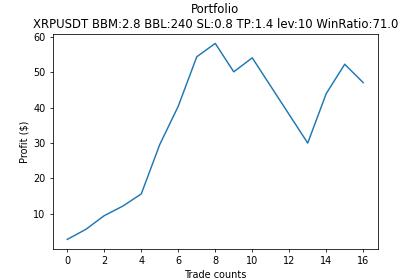 Portfolio
XRPUSDT BBM:2.8 BBL:240 SL:0.8 TP:1.4 lev:10 WinRatio:71.0
60
50
40
30
20
10
Profit ($)
0 2 4 6 8 10 12 14 16
Trade counts